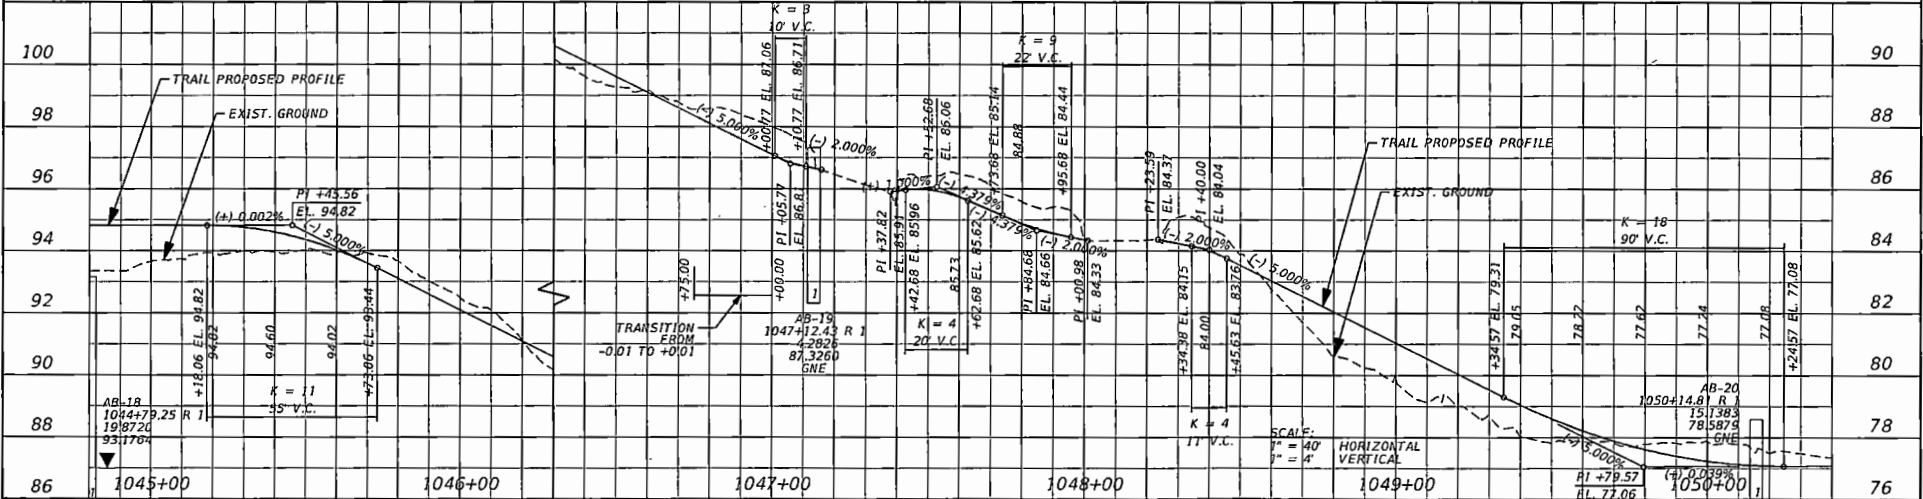 100
98
96
94
92
90
88
86
TRAIL PROPOSED PROFILE
EXIST. GROUND
(+) 0.002%
PI +45.56
EL. 94.82
(-) 5.000%
+18.06 EL. 94.82
94.82
94.60
94.02
+73.06 EL. 93.44
K = 11
55' V.C.
AB-18
1044+79.25 R 1
19.8720
93.1764
1
K = 3
10' V.C.
+00.77 EL. 87.06
+10.77 EL. 86.71
(-) 5.000%
(-) 2.000%
PI +05.77
EL. 86.81
+75.00
+00.00
1
TRANSITION
FROM
-0.01 TO +0.01
AB-19
1047+12.43 R 1
4.2826
87.3260
GNE
(+) 1.000%
PI +37.82
EL. 85.91
+42.68 EL. 85.96
PI +52.68
EL. 86.06
(-) 4.379%
85.73
+62.68 EL. 85.62
K = 4
20' V.C.
K = 9
22' V.C.
+73.68 EL. 85.14
84.88
+95.68 EL. 84.44
(-) 4.379%
PI +84.68
EL. 84.66
(-) 2.000%
PI +00.98
EL. 84.33
PI +23.59
EL. 84.37
(-) 2.000%
PI +40.00
EL. 84.04
+34.38 EL. 84.15
84.00
+45.63 EL. 83.76
K = 4
11' V.C.
(-) 5.000%
TRAIL PROPOSED PROFILE
EXIST. GROUND
SCALE:
1" = 40' HORIZONTAL
1" = 4' VERTICAL
K = 18
90' V.C.
+34.57 EL. 79.31
79.05
78.22
77.62
77.24
77.08
+24.57 EL. 77.08
(-) 5.000%
PI +79.57
EL. 77.06
(+) 0.039%
AB-20
1050+14.81 R 1
15.1383
78.5879
GNE
1
90
88
86
84
82
80
78
76
1045+00
1046+00
1047+00
1048+00
1049+00
1050+00